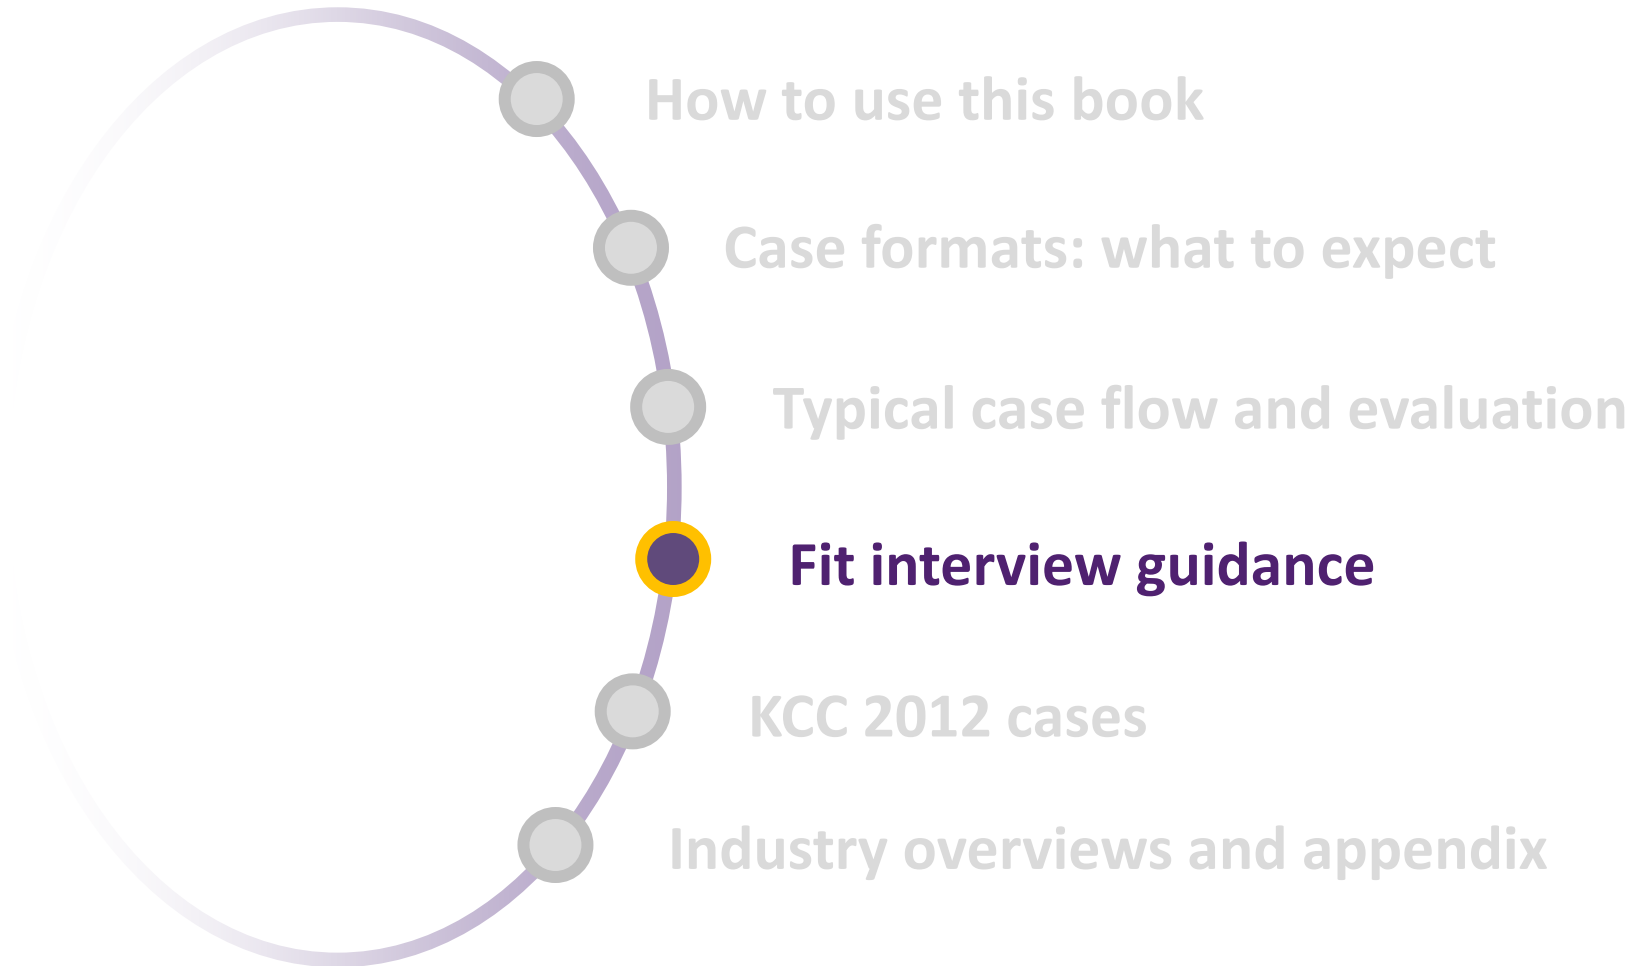 How to use this book
Case formats: what to expect
Typical case flow and evaluation
Fit interview guidance
KCC 2012 cases
Industry overviews and appendix